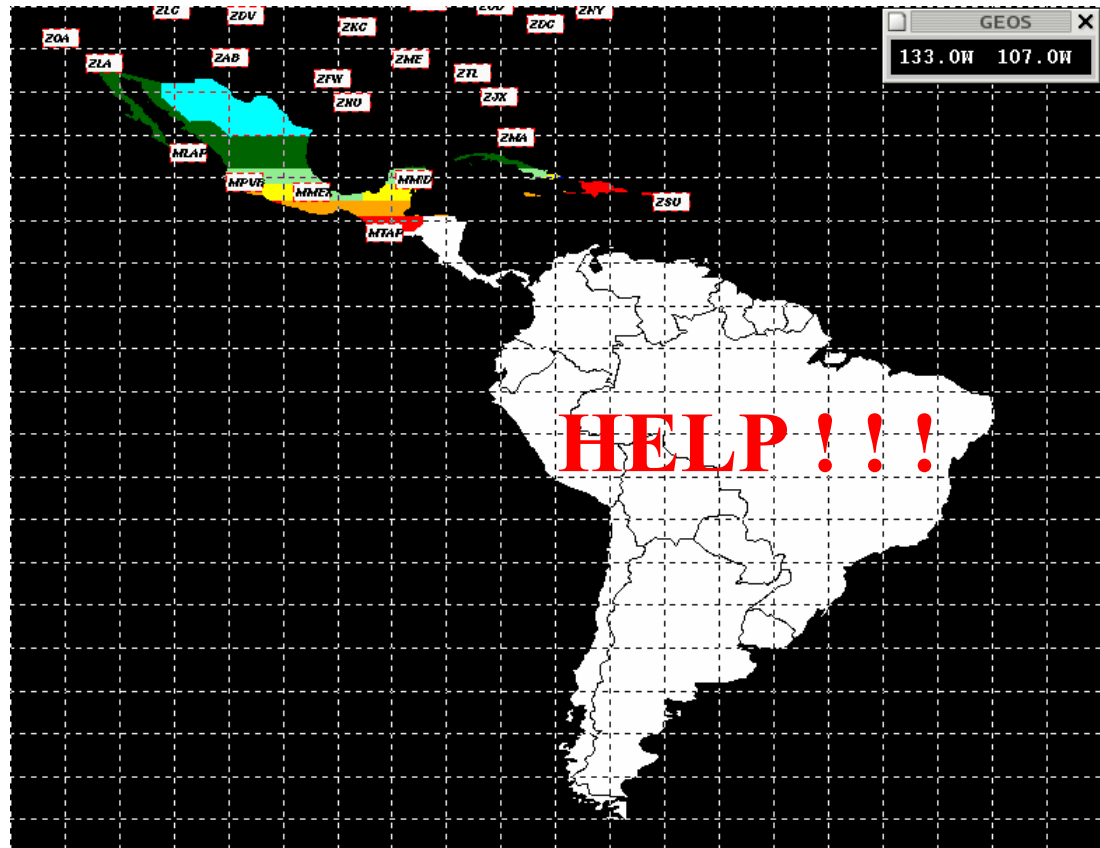 GEOS
133.0W 107.0W
ZLC
ZDV
ZKC
ZDC
ZNY
ZOA
ZLA
ZAB
ZME
ZFW
ZTL
ZHU
ZJX
ZMA
MLAP
MPVR
MMEX
MMID
ZSU
MTAP
HELP ! ! !